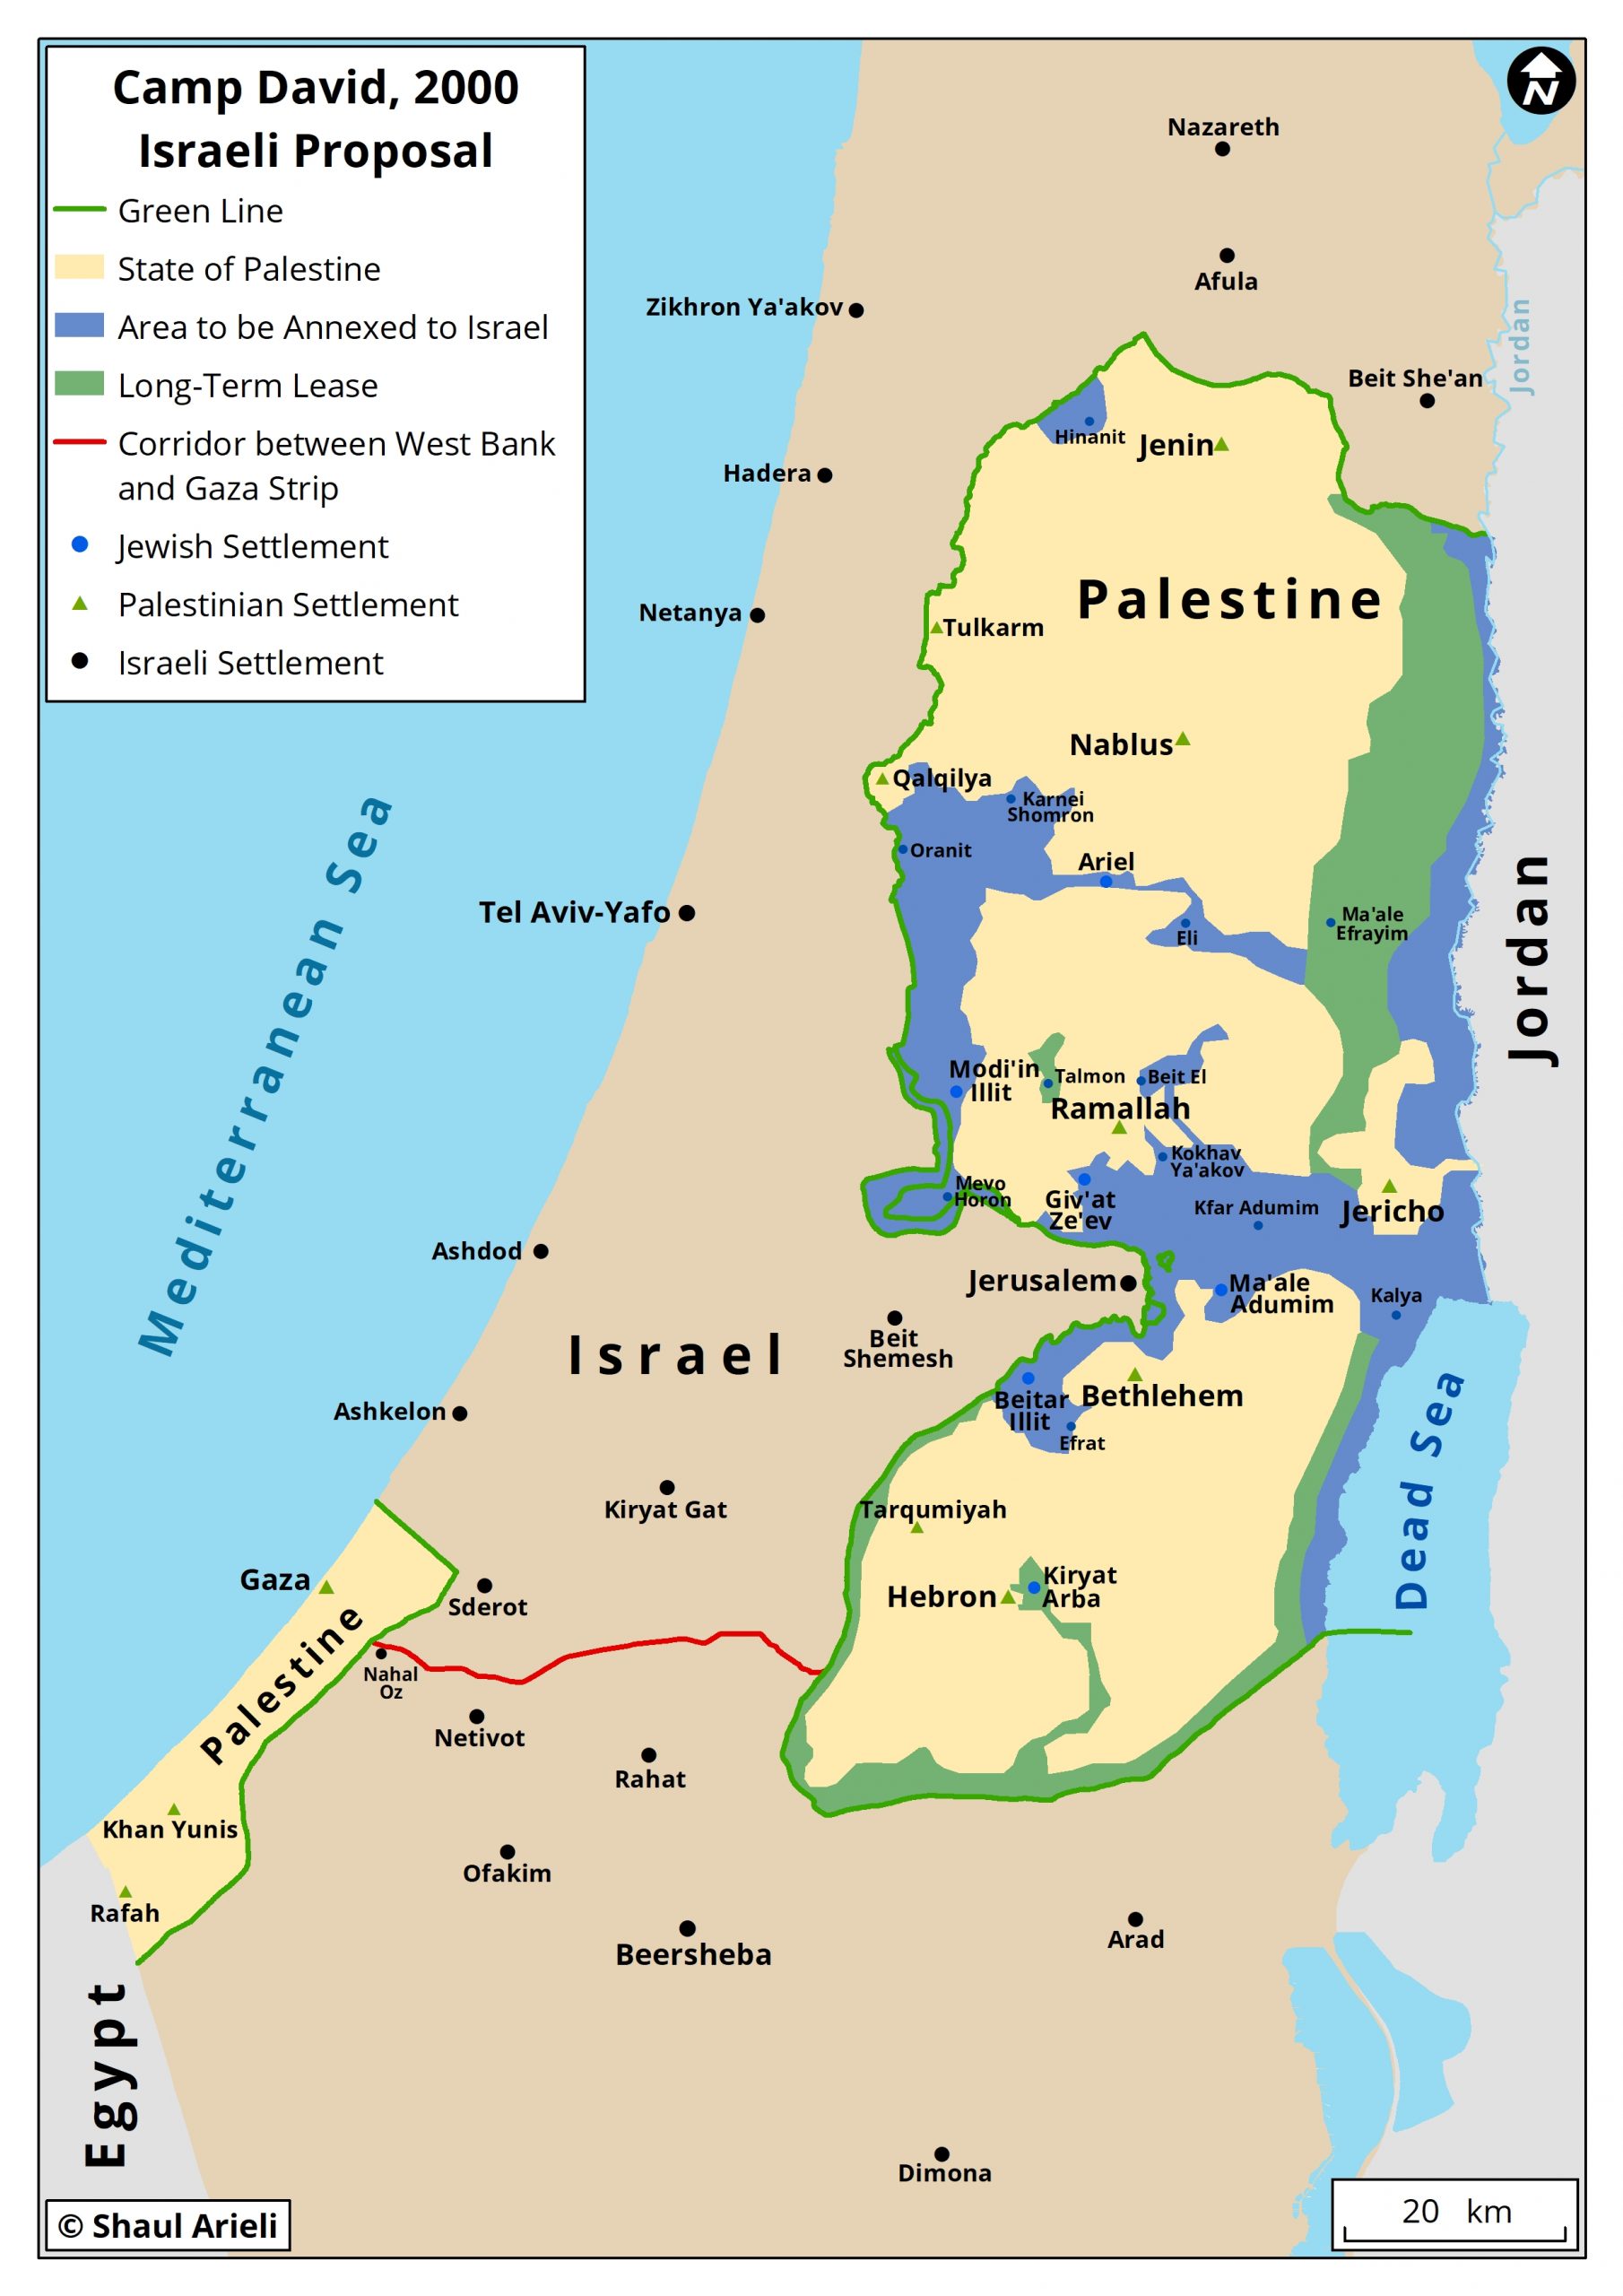 Camp David, 2000
Israeli Proposal
Green Line
State of Palestine
Area to be Annexed to Israel
Long-Term Lease
Corridor between West Bank
and Gaza Strip
Jewish Settlement
Palestinian Settlement
Israeli Settlement
N
Nazareth
Afula
Zikhron Ya'akov
Jordan
Beit She'an
Hinanit
Jenin
Hadera
Palestine
Netanya
Tulkarm
Nablus
Qalqilya
Karnei
Shomron
Oranit
Ariel
Mediterranean Sea
Tel Aviv-Yafo
Eli
Ma'ale
Efrayim
Jordan
Modi'in
Illit
Talmon
Beit El
Ramallah
Kokhav
Ya'akov
Mevo
Horon
Giv'at
Ze'ev
Kfar Adumim
Jericho
Ashdod
Jerusalem
Ma'ale
Adumim
Kalya
Beit
Shemesh
Israel
Beitar
Illit
Bethlehem
Efrat
Ashkelon
Dead Sea
Kiryat Gat
Tarqumiyah
Gaza
Sderot
Hebron
Kiryat
Arba
Palestine
Nahal
Oz
Netivot
Rahat
Khan Yunis
Ofakim
Rafah
Beersheba
Arad
Egypt
Dimona
© Shaul Arieli
20 km